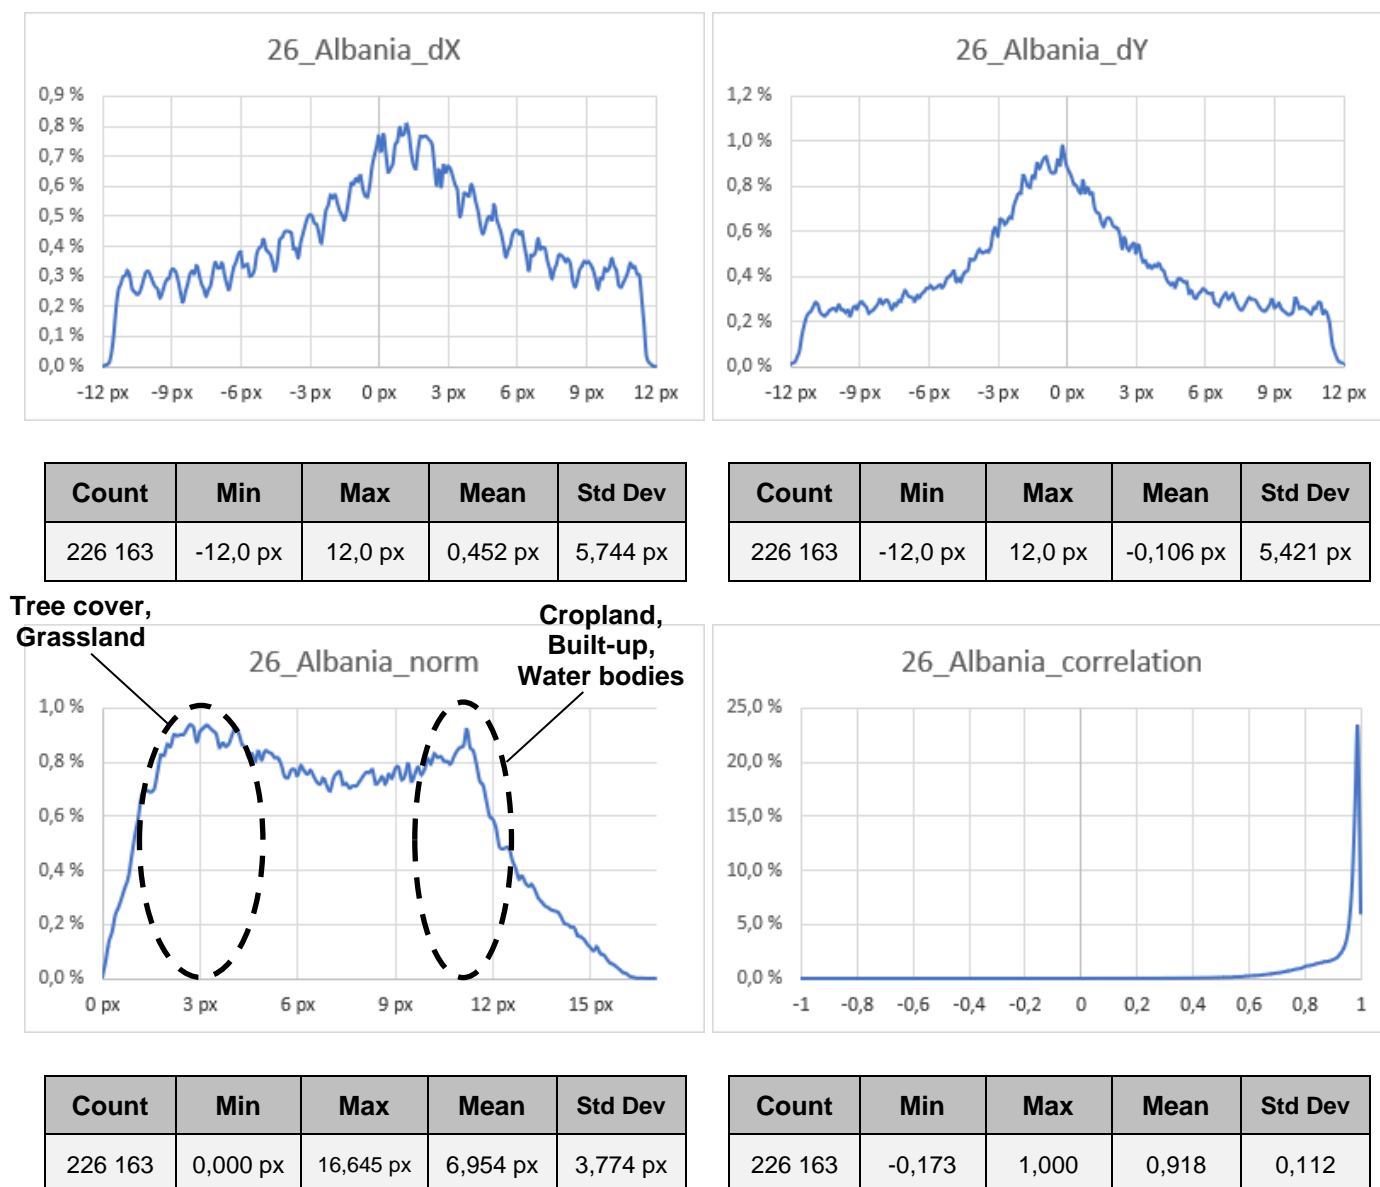 26_Albania_dX
0,9 %
0,8 %
0,7 %
0,6 %
0,5 %
0,4 %
0,3 %
0,2 %
0,1 %
0,0 %
-12 px -9 px -6 px -3 px 0 px 3 px 6 px 9 px 12 px
26_Albania_dY
1,2 %
1,0 %
0,8 %
0,6 %
0,4 %
0,2 %
0,0 %
-12 px -9 px -6 px -3 px 0 px 3 px 6 px 9 px 12 px
Count Min Max Mean Std Dev
226 163 -12,0 px 12,0 px 0,452 px 5,744 px
Count Min Max Mean Std Dev
226 163 -12,0 px 12,0 px -0,106 px 5,421 px
Tree cover,
Grassland
Cropland,
Built-up,
Water bodies
26_Albania_norm
1,0 %
0,8 %
0,6 %
0,4 %
0,2 %
0,0 %
0 px 3 px 6 px 9 px 12 px 15 px
26_Albania_correlation
25,0 %
20,0 %
15,0 %
10,0 %
5,0 %
0,0 %
-1 -0,8 -0,6 -0,4 -0,2 0 0,2 0,4 0,6 0,8 1
Count Min Max Mean Std Dev
226 163 0,000 px 16,645 px 6,954 px 3,774 px
Count Min Max Mean Std Dev
226 163 -0,173 1,000 0,918 0,112